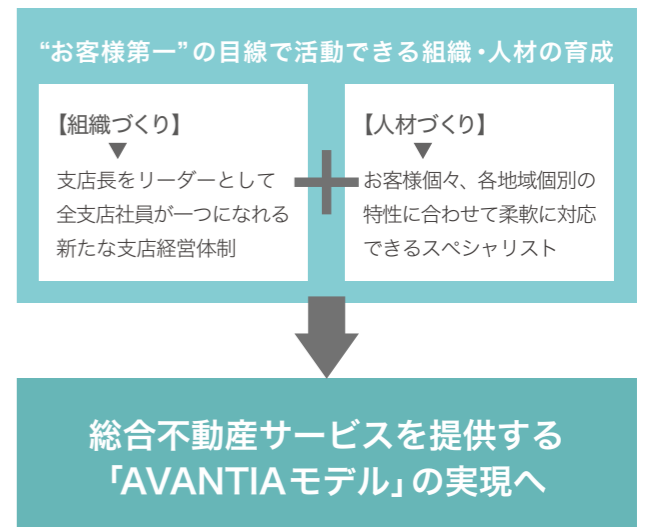 “お客様第一”の目線で活動できる組織・人材の育成
【組織づくり】
▼
支店長をリーダーとして
全支店社員が一つになれる
新たな支店経営体制
【人材づくり】
▼
お客様個々、各地域個別の
特性に合わせて柔軟に対応
できるスペシャリスト
総合不動産サービスを提供する
「AVANTIAモデル」の実現へ